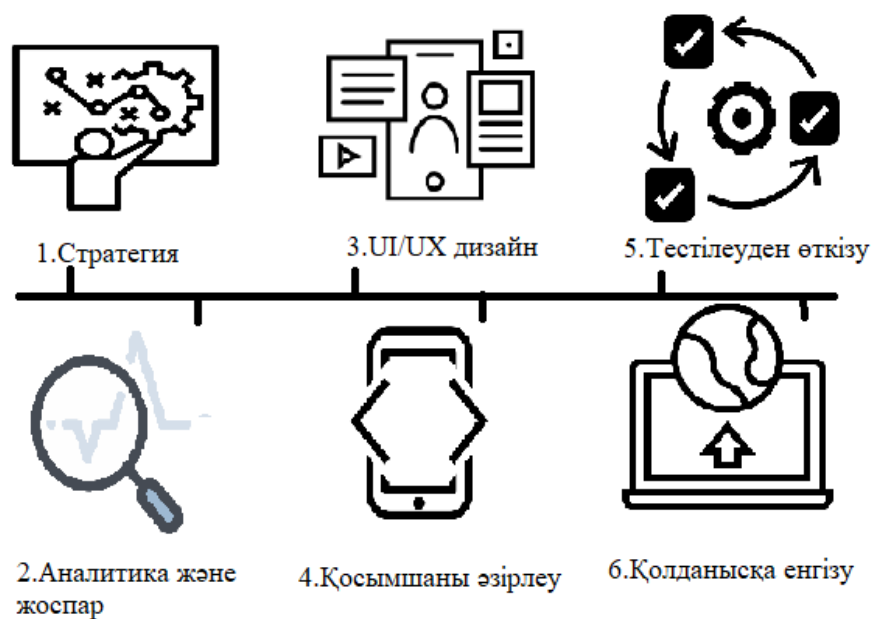 1.Стратегия
3.UI/UX дизайн
5.Тестілеуден өткізу
2.Аналитика және
жоспар
4.Қосымшаны әзірлеу
6.Қолданысқа енгізу